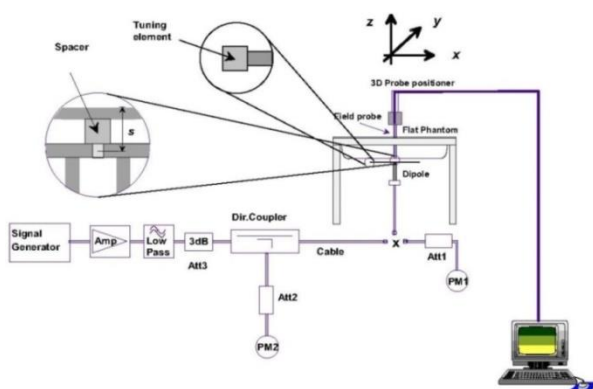 Tuning
element
Spacer
s
z
y
x
3D Probe positioner
Field probe
Flat Phantom
Dipole
Signal
Generator
Amp
Low
Pass
3dB
Att3
Dir.Coupler
Cable
x
Att1
PM1
Att2
PM2